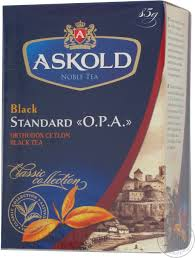 85g
ASKOLD
NOBLE TEA
Black
STANDARD «O.P.A.»
ORTHODOX CEYLON
BLACK TEA
Classic
collection